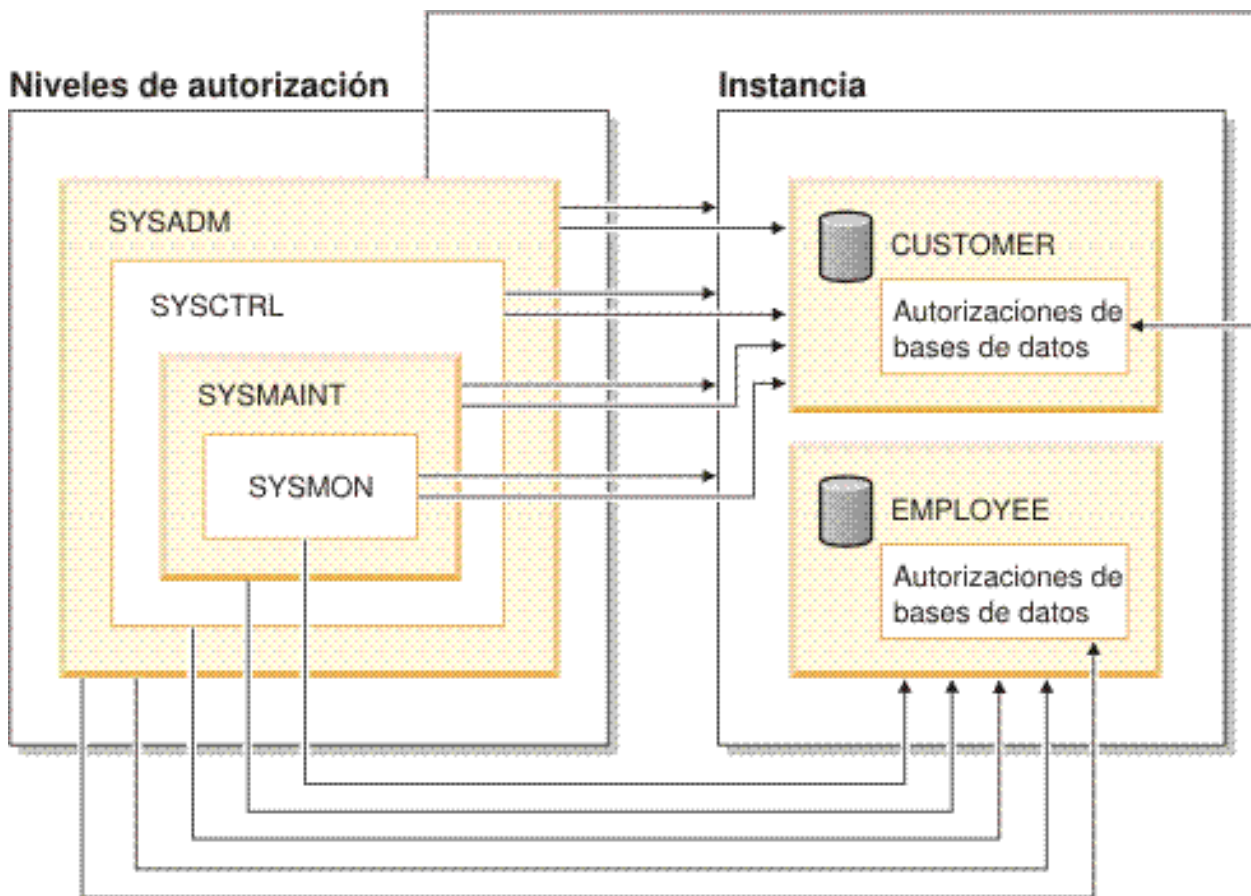 Niveles de autorización
SYSADM
SYSCTRL
SYSMAINT
SYSMON
Instancia
CUSTOMER
Autorizaciones de
bases de datos
EMPLOYEE
Autorizaciones de
bases de datos